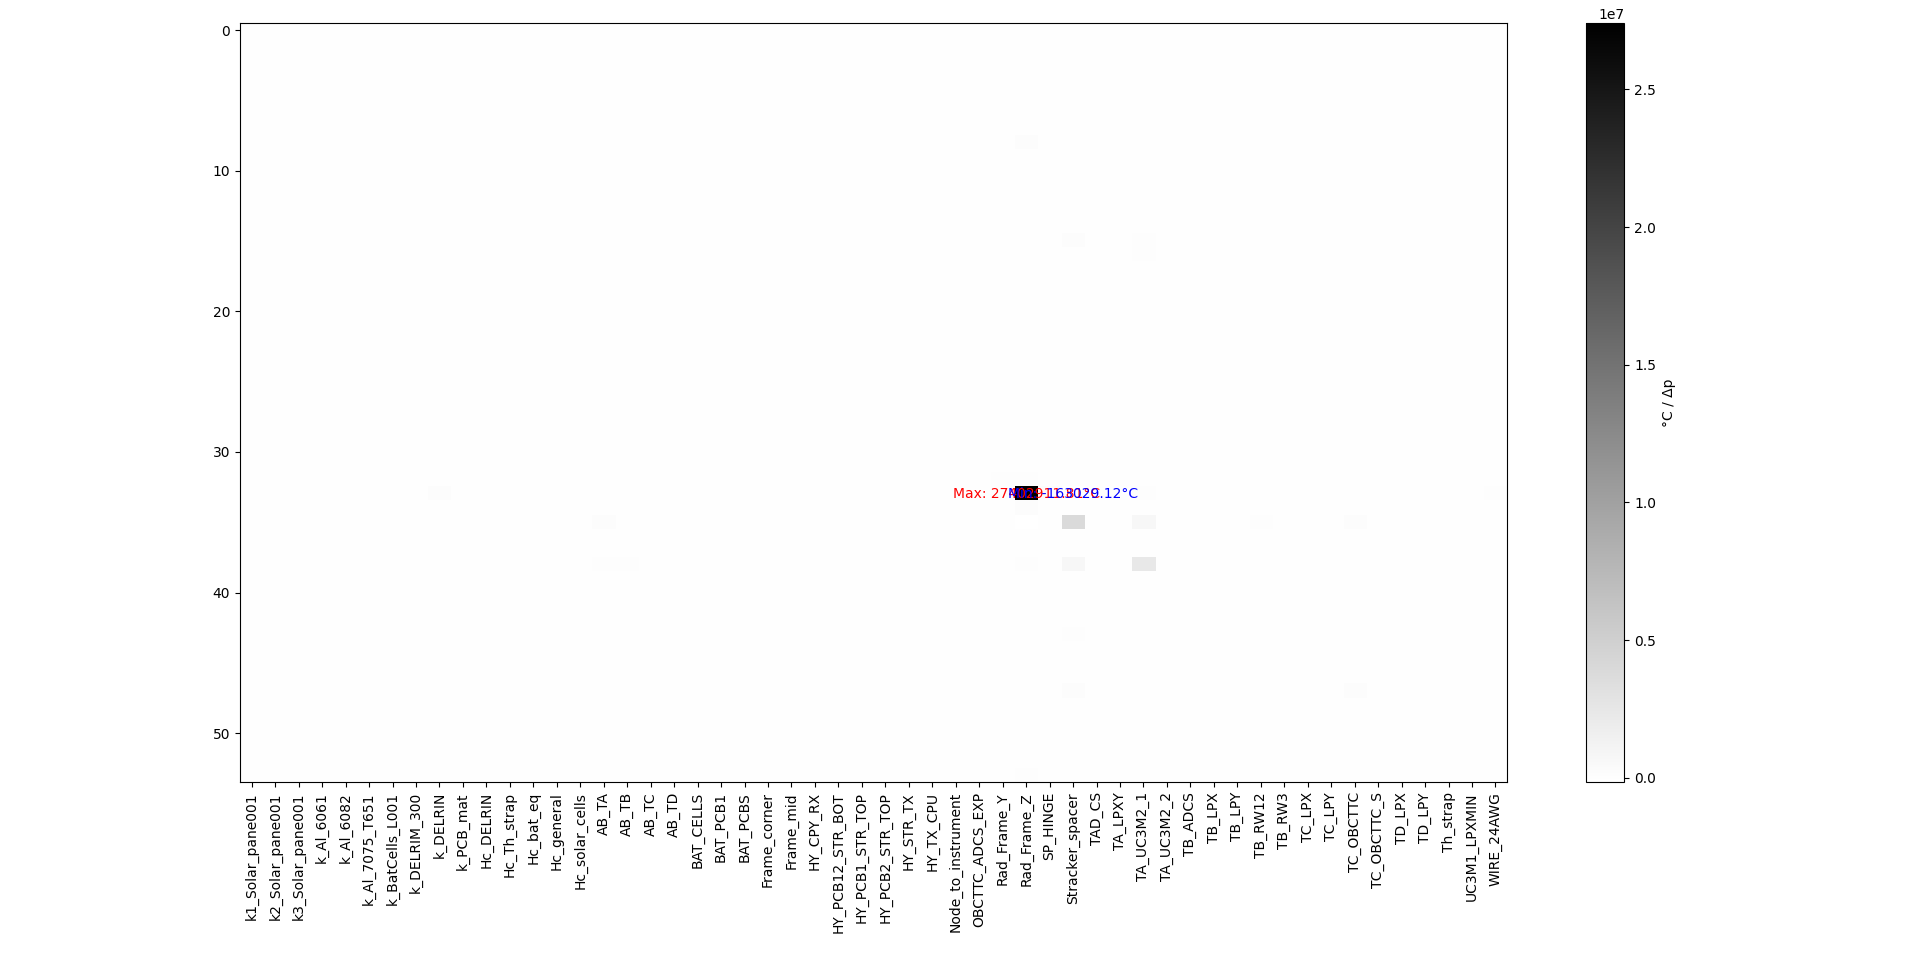 1e7
0
10
20
30
40
50
Max:
-163029.12°C
2.5
2.0
1.5
1.0
0.5
0.0
°C / Δp
k1_Solar_pane001
k2_Solar_pane001
k3_Solar_pane001
k_Al_6061
k_Al_6082
k_Al_7075_T651
k_BatCells_L001
k_DELRIM_300
k_DELRIN
k_PCB_mat
Hc_DELRIN
Hc_Th_strap
Hc_bat_eq
Hc_general
Hc_solar_cells
AB_TA
AB_TB
AB_TC
AB_TD
BAT_CELLS
BAT_PCB1
BAT_PCBS
Frame_corner
Frame_mid
HY_CPY_RX
HY_PCB12_STR_BOT
HY_PCB1_STR_TOP
HY_PCB2_STR_TOP
HY_STR_TX
HY_TX_CPU
Node_to_instrument
OBCTTC_ADCS_EXP
Rad_Frame_Y
Rad_Frame_Z
SP_HINGE
Stracker_spacer
TAD_CS
TA_LPXY
TA_UC3M2_1
TA_UC3M2_2
TB_ADCS
TB_LPX
TB_LPY
TB_RW12
TB_RW3
TC_LPX
TC_LPY
TC_OBCTTC
TC_OBCTTC_S
TD_LPX
TD_LPY
Th_strap
UC3M1_LPXMIN
WIRE_24AWG